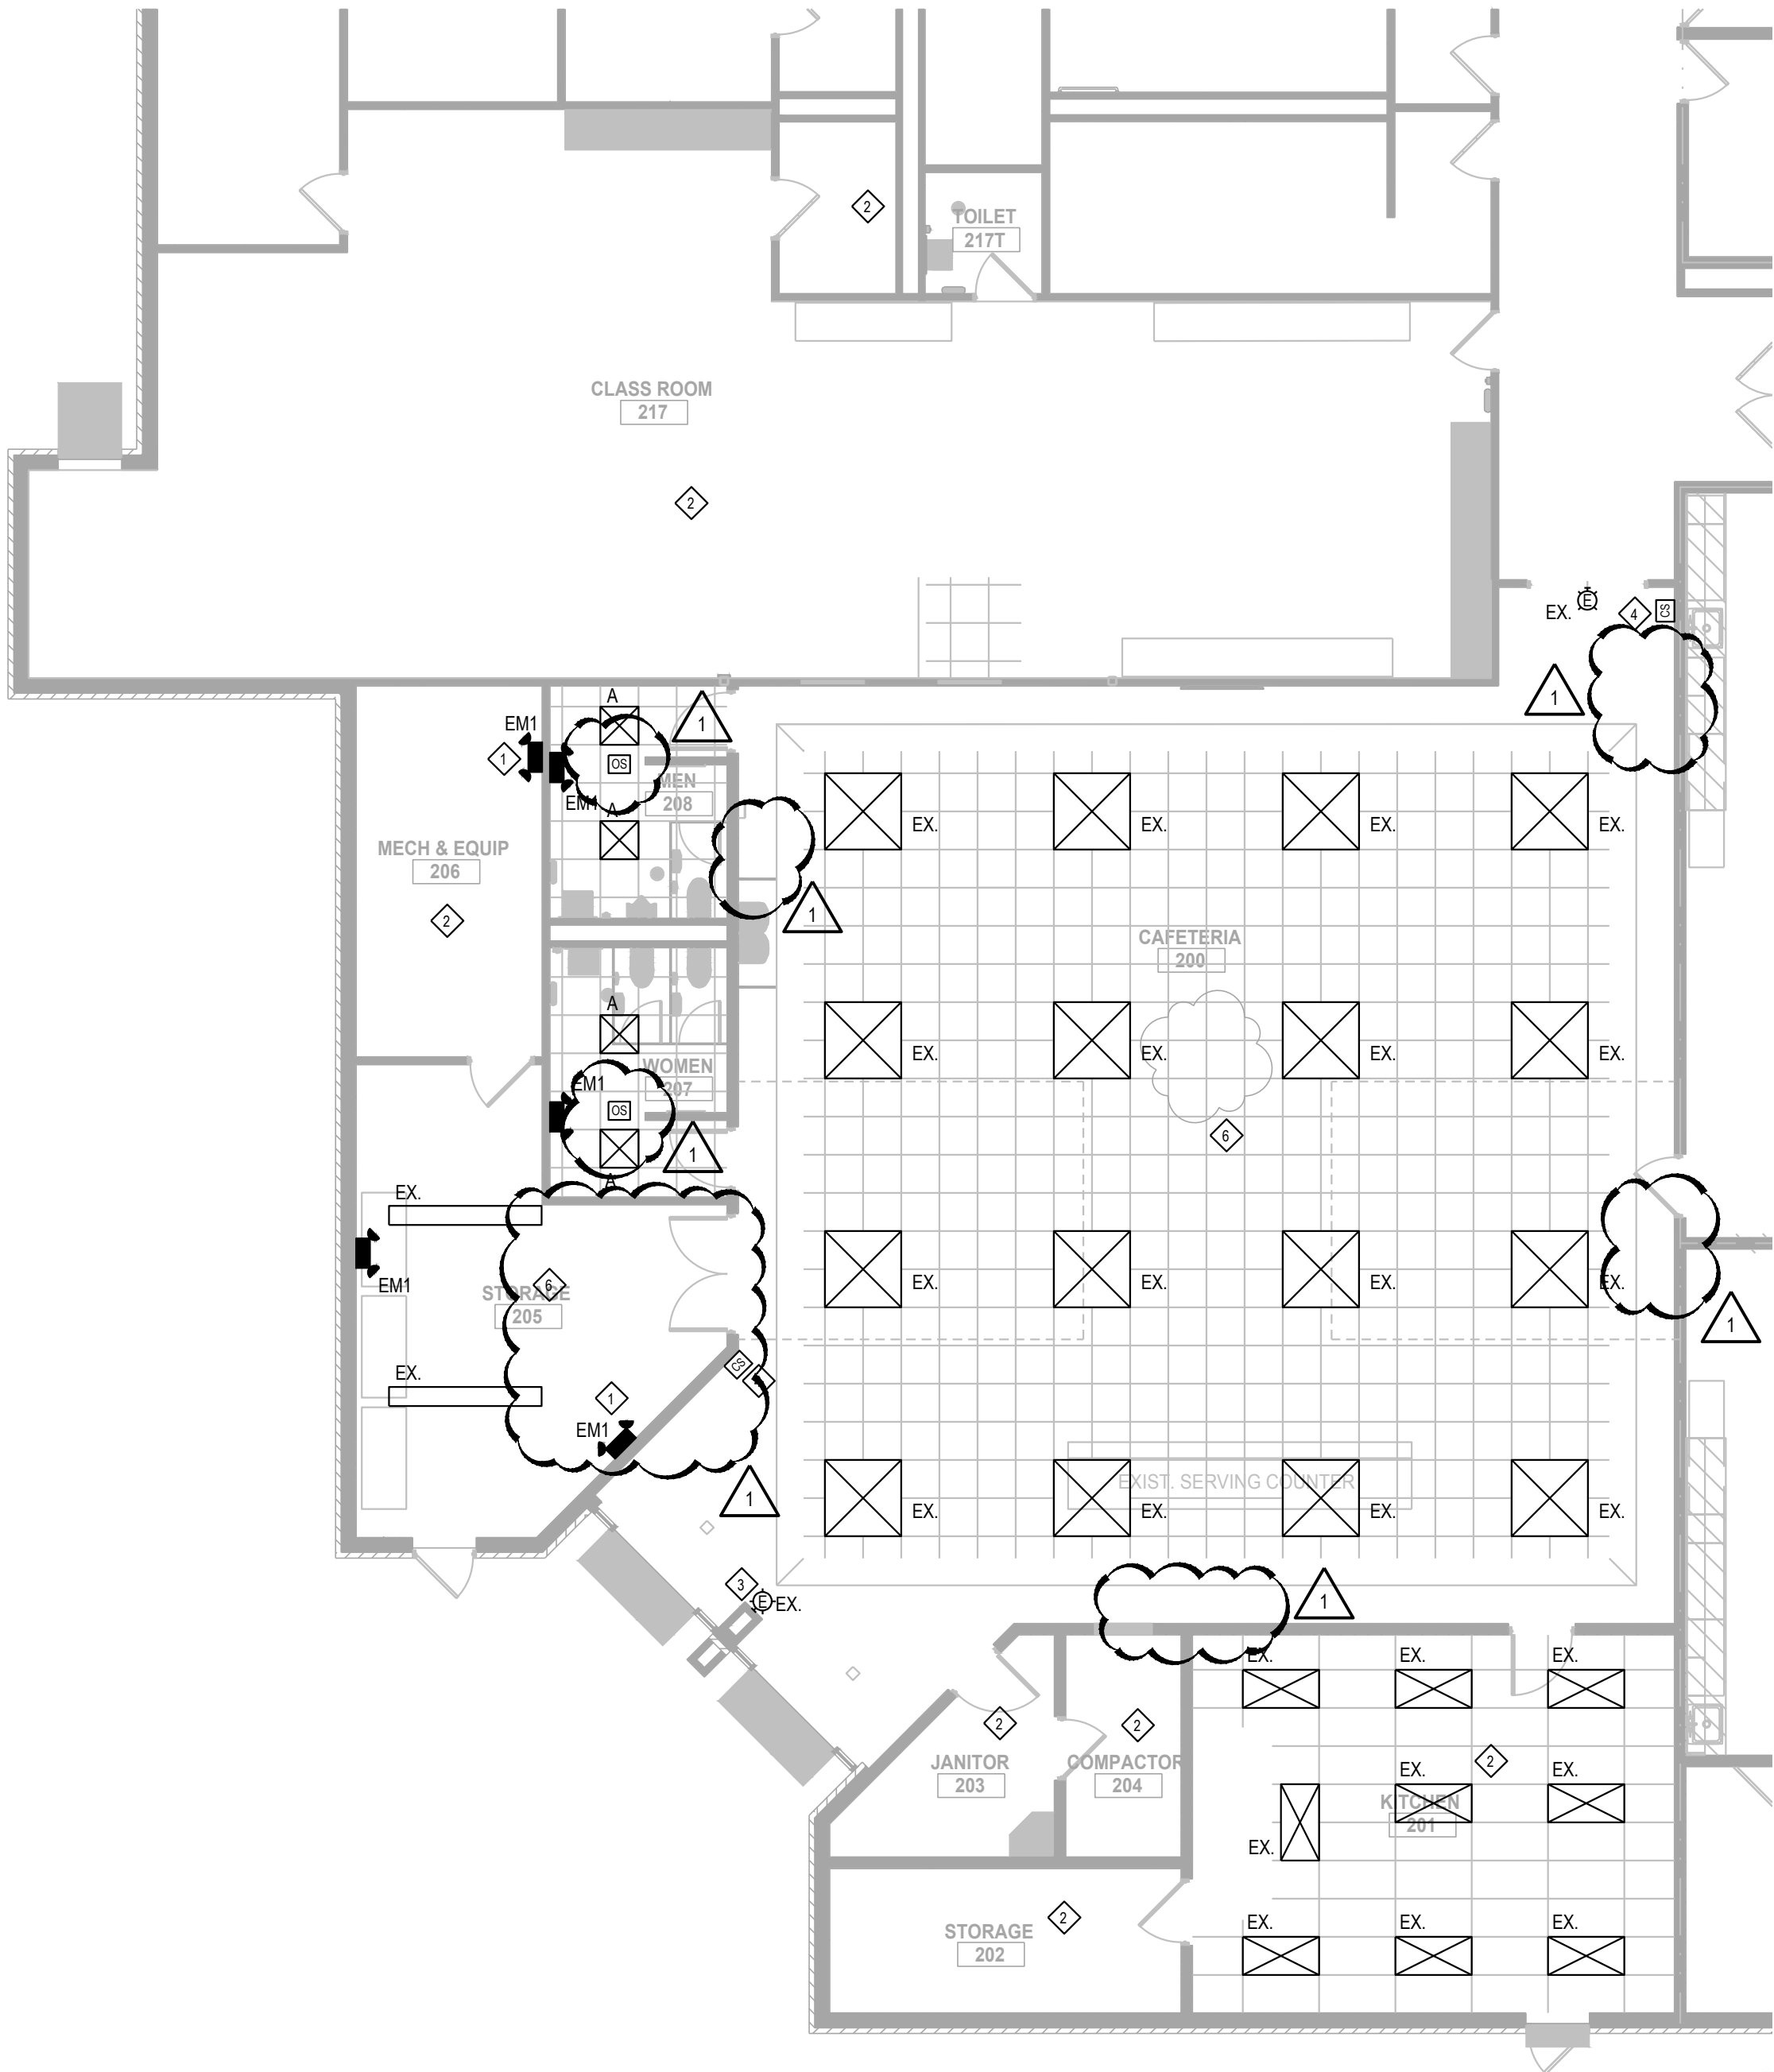 2
TOILET
217T
CLASS ROOM
217
2
EX.
E
4
CS
1
A
EM1
1
1
OS
EM1
MEN
208
A
EX.
EX.
EX.
EX.
MECH & EQUIP
206
2
1
CAFETERIA
200
A
EX.
EX.
EX.
EX.
WOMEN
207
EM1
OS
1
6
A
EX.
EM1
6
STORAGE
205
EX.
EX.
EX.
EX.
1
EX.
CS
1
EM1
1
EXIST. SERVING COUNTER
EX.
EX.
EX.
EX.
3
E
EX.
1
EX.
EX.
EX.
2
2
JANITOR
203
COMPACTOR
204
2
EX.
EX.
KITCHEN
201
EX.
STORAGE
202
2
EX.
EX.
EX.